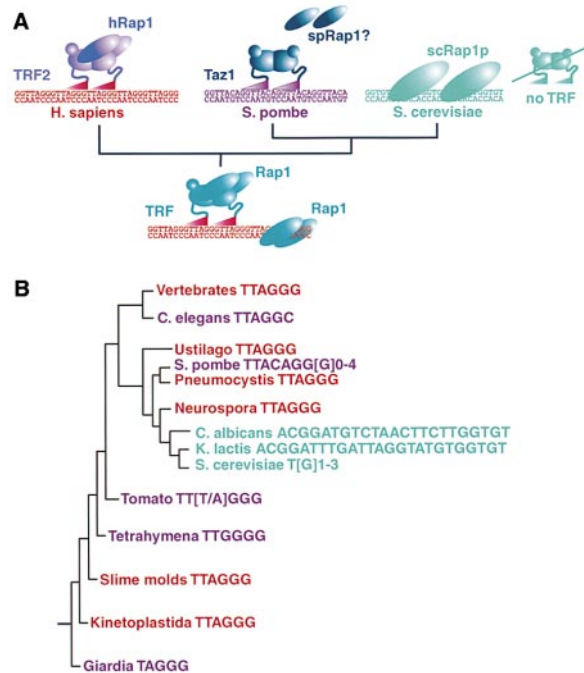 A
hRap1
spRap1?
scRap1p
TRF2
Taz1
no TRF
GGTTAGGGTTAGGGTTAGGGTTAGGGTTAGGG
CCAATCCCAATCCCAATCCCAATCCCAATCCC
H. sapiens
S. pombe
S. cerevisiae
Rap1
TRF
Rap1
B
Vertebrates TTAGGG
C. elegans TTAGGC
Ustilago TTAGGG
S. pombe TTACAGG[G]0-4
Pneumocystis TTAGGG
Neurospora TTAGGG
C. albicans ACGGATGTCTAACTTCTTGGTGT
K. lactis ACGGATTTGATTAGGTATGTGGTGT
S. cerevisiae T[G]1-3
Tomato TT[T/A]GGG
Tetrahymena TTGGGG
Slime molds TTAGGG
Kinetoplastida TTAGGG
Giardia TAGGG